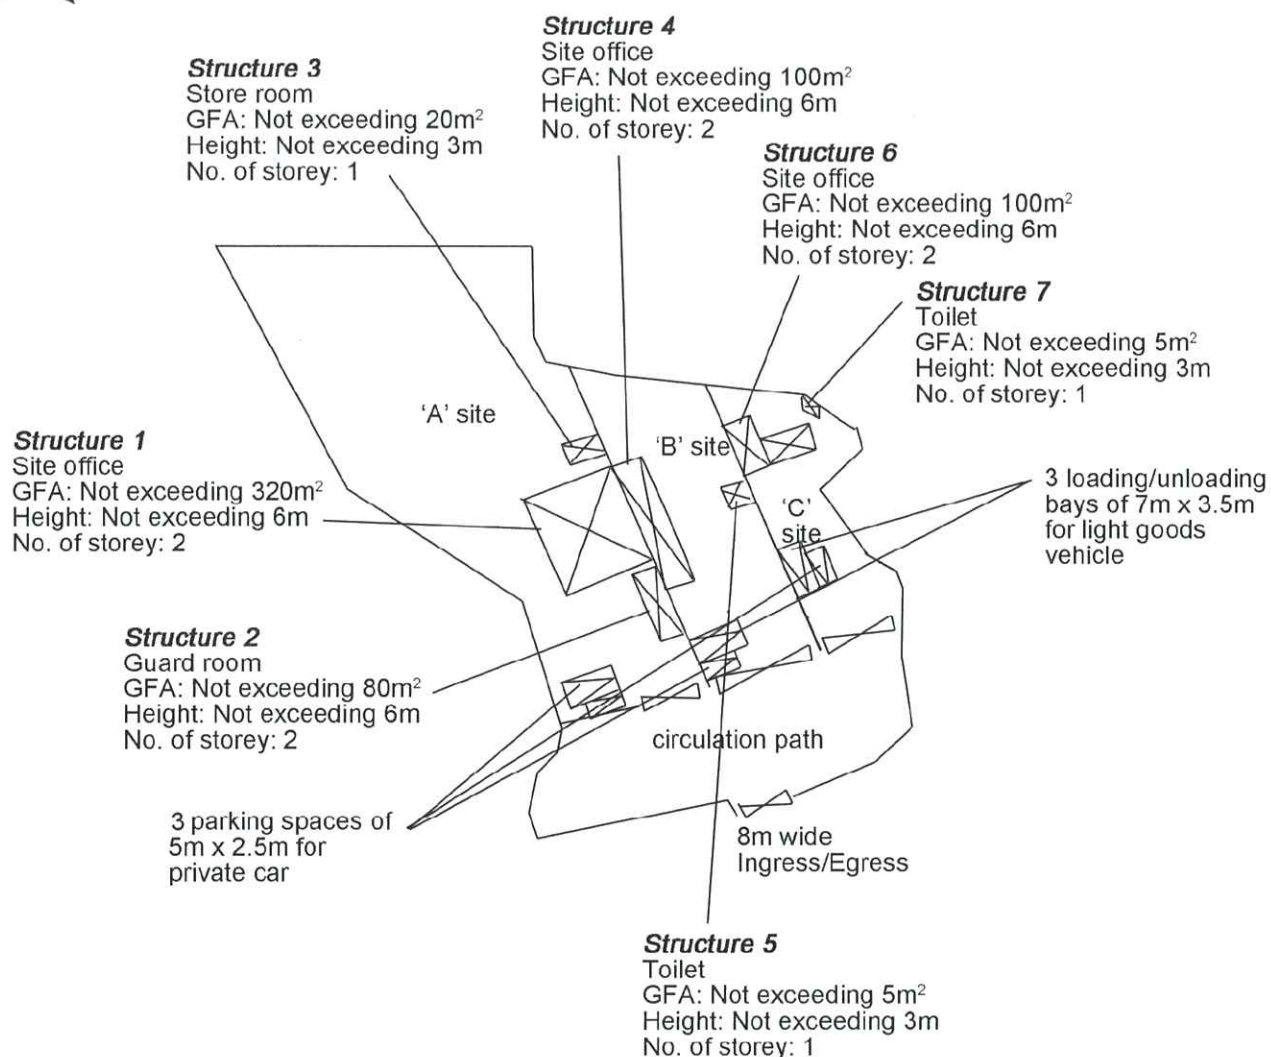 Structure 4
Site office
GFA: Not exceeding 100m²
Height: Not exceeding 6m
No. of storey: 2
Structure 3
Store room
GFA: Not exceeding 20m²
Height: Not exceeding 3m
No. of storey: 1
Structure 6
Site office
GFA: Not exceeding 100m²
Height: Not exceeding 6m
No. of storey: 2
Structure 7
Toilet
GFA: Not exceeding 5m²
Height: Not exceeding 3m
No. of storey: 1
'A' site
'B' site
'C'
site
Structure 1
Site office
GFA: Not exceeding 320m²
Height: Not exceeding 6m
No. of storey: 2
3 loading/unloading
bays of 7m x 3.5m
for light goods
vehicle
Structure 2
Guard room
GFA: Not exceeding 80m²
Height: Not exceeding 6m
No. of storey: 2
circulation path
3 parking spaces of
5m x 2.5m for
private car
8m wide
Ingress/Egress
Structure 5
Toilet
GFA: Not exceeding 5m²
Height: Not exceeding 3m
No. of storey: 1